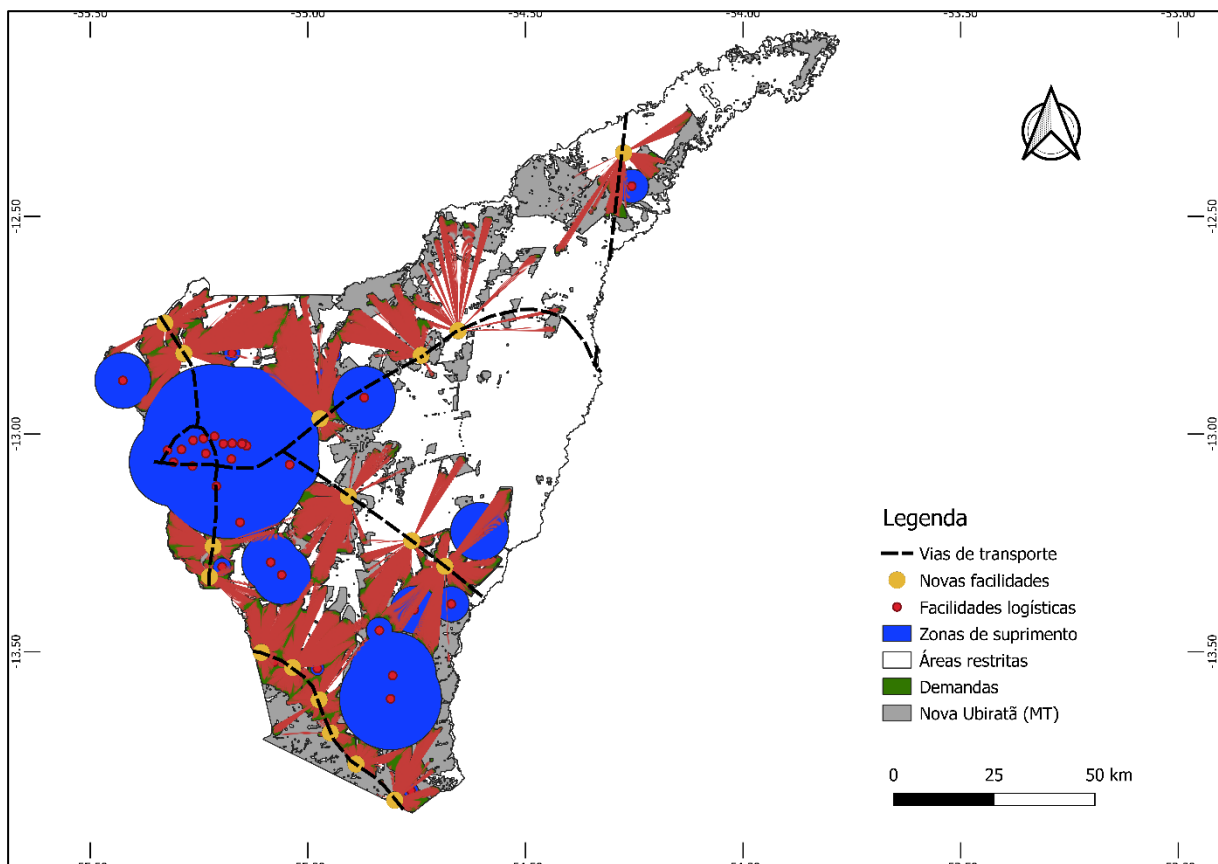 -55.50 -55.00 -54.50 -54.00 -53.50 -53.00
-12.50 -12.50
-13.00 -13.00
Legenda
Vias de transporte
Novas facilidades
Facilidades logísticas
Zonas de suprimento
-13.50 -13.50
Áreas restritas
Demandas
Nova Ubiratã (MT)
0 25 50 km